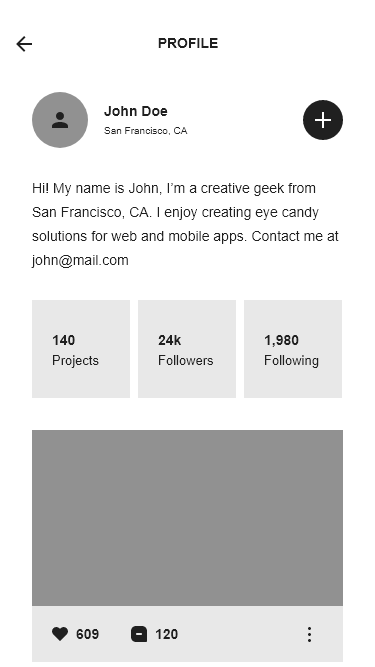 PROFILE
John Doe
San Francisco, CA
Hi! My name is John, I’m a creative geek from
San Francisco, CA. I enjoy creating eye candy
solutions for web and mobile apps. Contact me at
john@mail.com
140
Projects
24k
Followers
1,980
Following
609
120